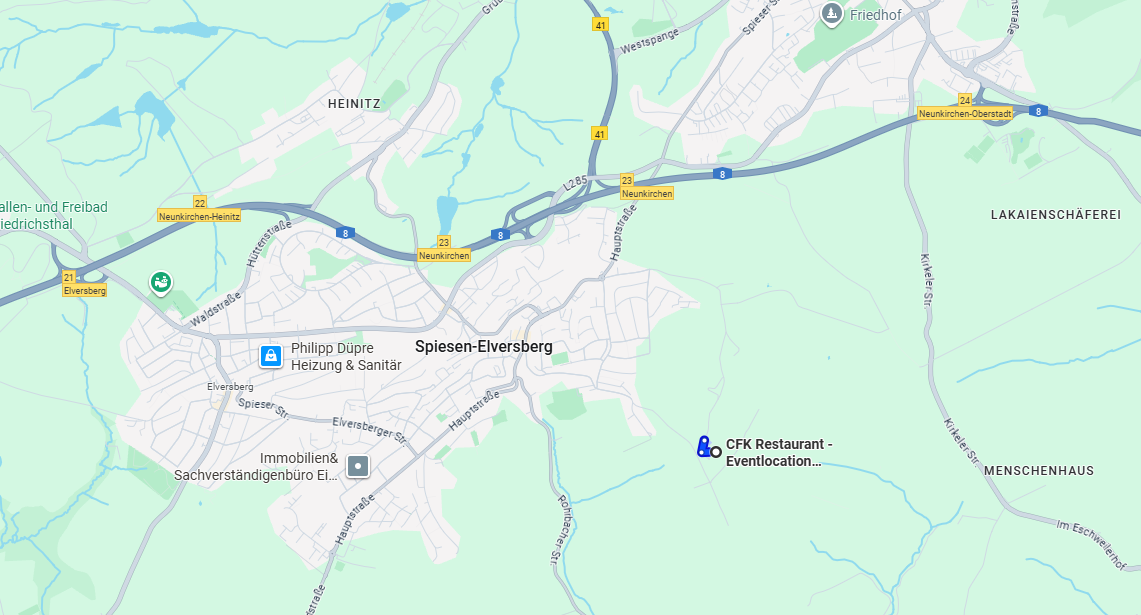 41
Friedhof
Spieser S
Westspange
24
Neunkirchen-Oberstadt
8
HEINITZ
41
L285
23
Neunkirchen
8
allen- und Freibad
iedrichsthal
22
Neunkirchen-Heinitz
LAKAIENSCHÄFEREI
8
8
23
Neunkirchen
Hüttenstraße
Hauptstraße
21
Elversberg
Waldstraße
Kirkeler Str.
Philipp Düpre
Heizung & Sanitär
Spiesen-Elversberg
Elversberg
Spieser Str.
Elversberger Str.
Hauptstraße
CFK Restaurant -
Eventlocation…
Kirkeler Str.
Immobilien&
Sachverständigenbüro Ei…
MENSCHENHAUS
Hauptstraße
Rohrbacher Str.
Im Eschweilerhof